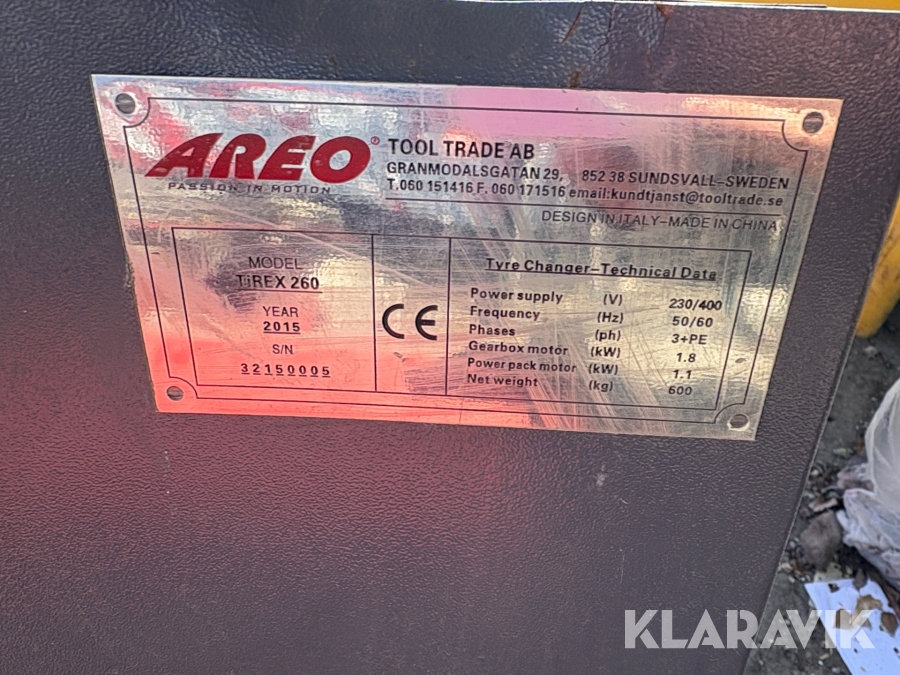 AREO®
PASSION IN MOTION
TOOL TRADE AB
GRANMODALSGATAN 29, 852 38 SUNDSVALL-SWEDEN
T.060 151416 F. 060 171516 email:kundtjanst@tooltrade.se
DESIGN IN ITALY-MADE IN CHINA
MODEL
TiREX 260
YEAR
2015
S/N
32150005
CE
Tyre Changer-Technical Data
Power supply (V) 230/400
Frequency (Hz) 50/60
Phases (ph) 3+PE
Gearbox motor (kW) 1.8
Power pack motor (kW) 1.1
Net weight (kg) 600
KLARAVIK